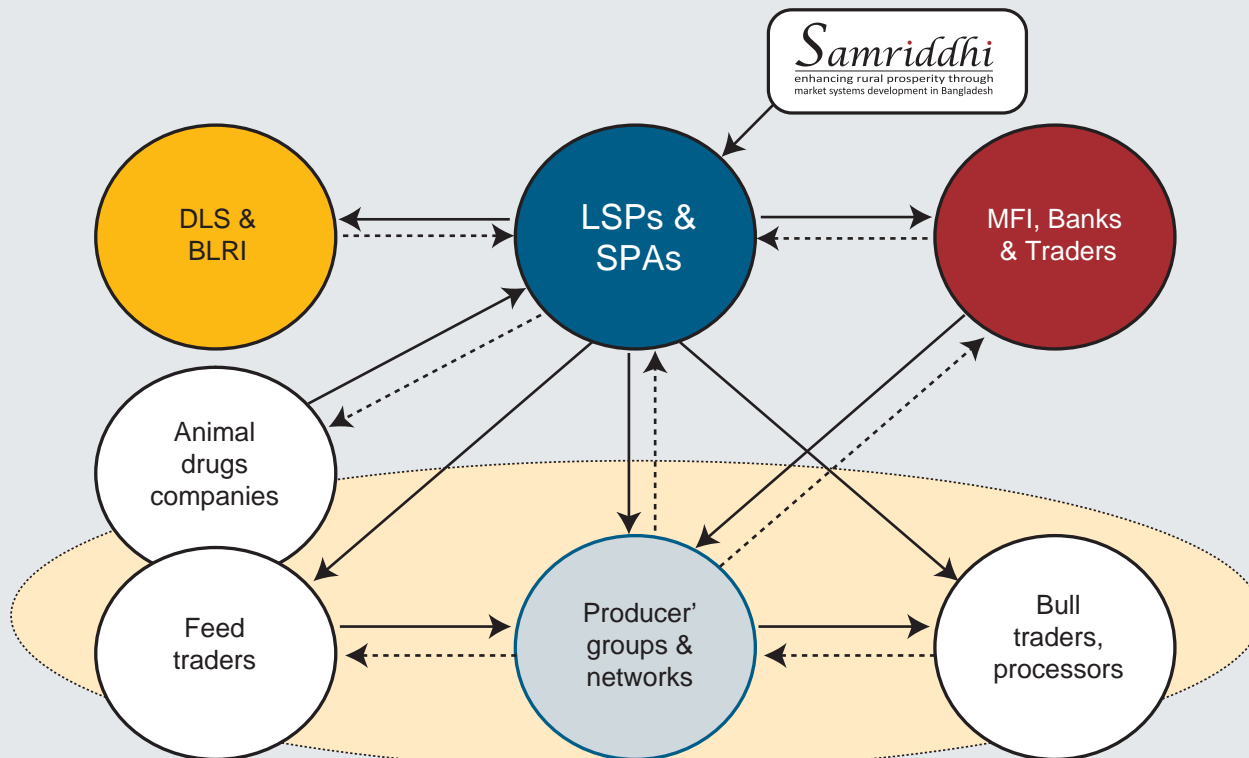 Samriddhi
enhancing rural prosperity through
market systems development in Bangladesh
DLS &
BLRI
LSPs &
SPAs
MFI, Banks
& Traders
Animal
drugs
companies
Feed
traders
Producer'
groups &
networks
Bull
traders,
processors